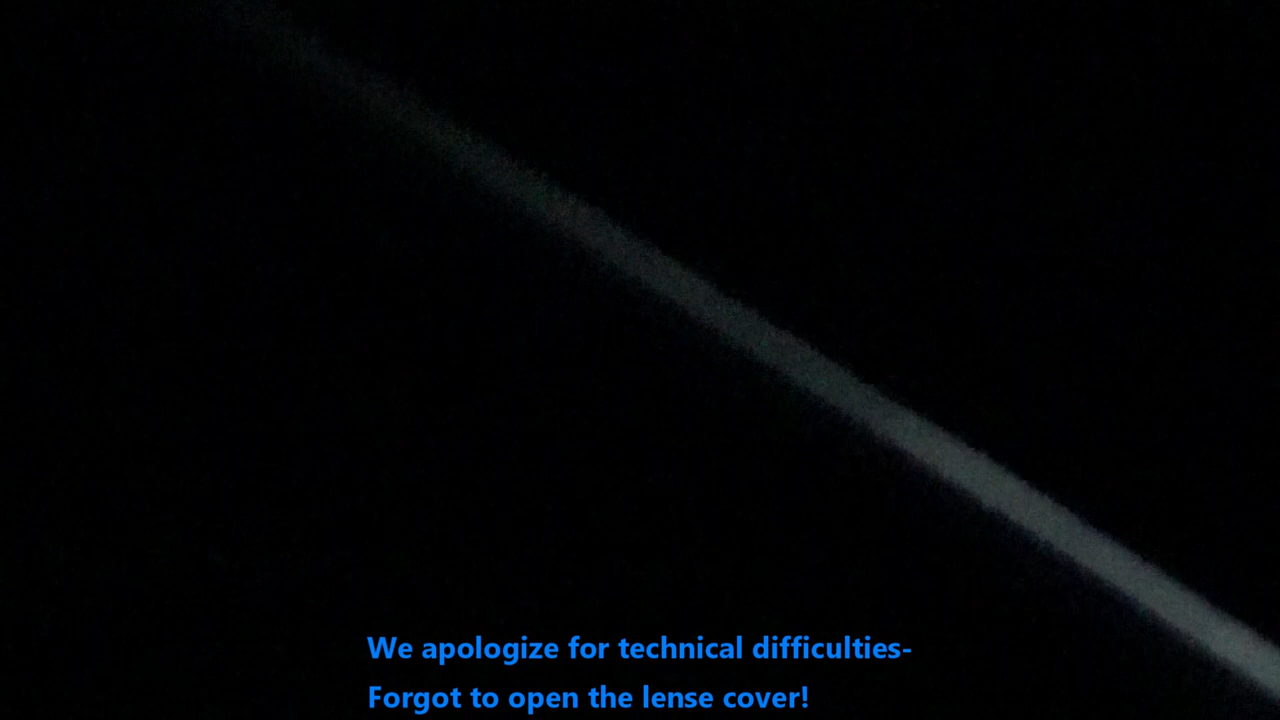 We apologize for technical difficulties-
Forgot to open the lense cover!